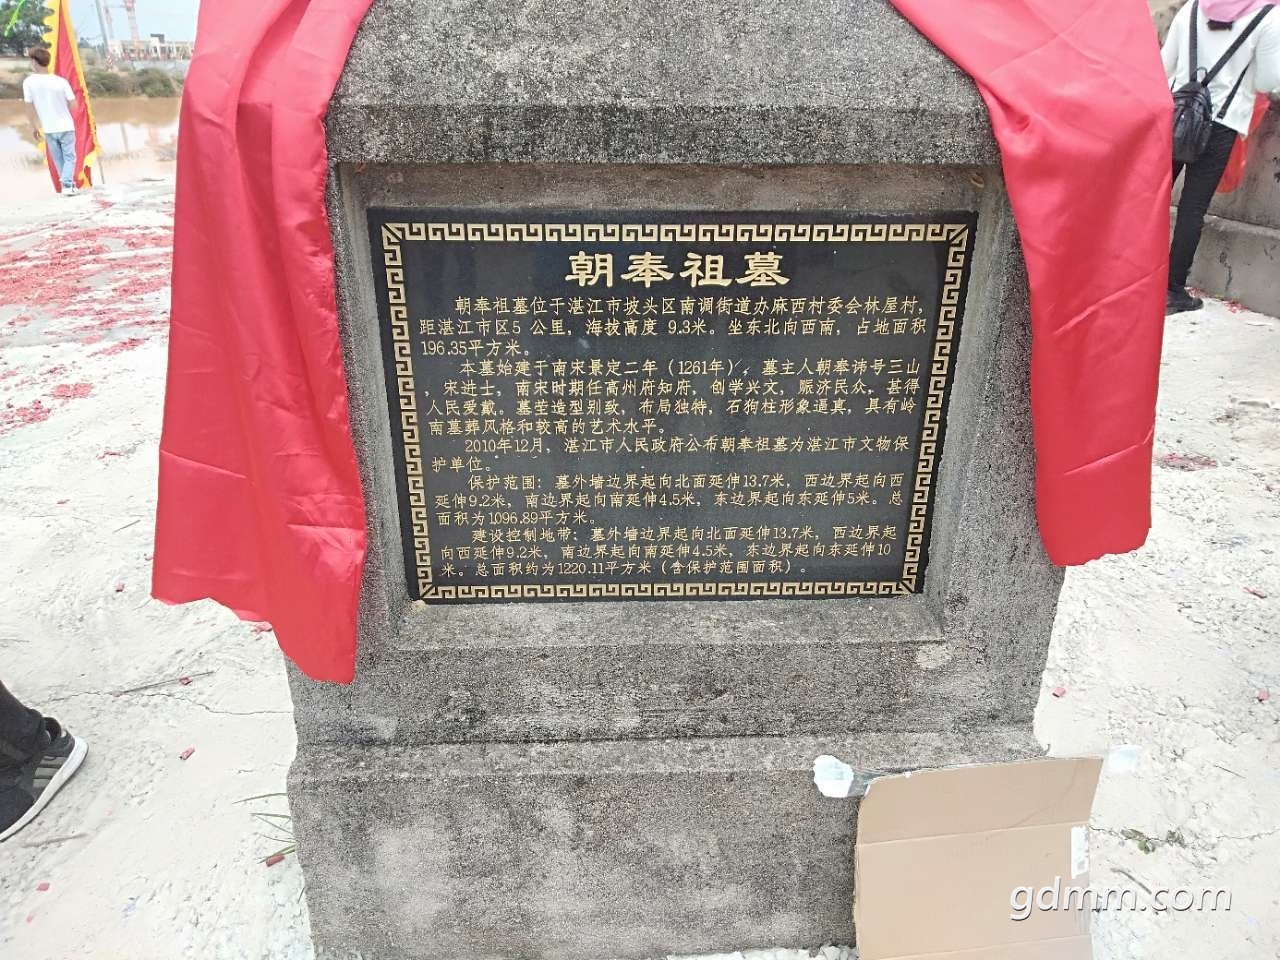 朝奉祖墓
朝奉祖墓位于湛江市坡头区南调街道办麻西村委会林屋村，
距湛江市区5 公里，海拔高度 9.3米。坐东北向西南，占地面积
196.35平方米。
本墓始建于南宋景定二年（1261年），墓主人朝奉讳号三山
，宋进士，南宋时期任高州府知府，创学兴文，赈济民众，甚得
人民爱戴。墓茔造型别致，布局独特，石狗柱形象逼真，具有岭
南墓葬风格和较高的艺术水平。
2010年12月，湛江市人民政府公布朝奉祖墓为湛江市文物保
护单位。
保护范围：墓外墙边界起向北面延伸13.7米，西边界起向西
延伸9.2米，南边界起向南延伸4.5米，东边界起向东延伸5米。总
面积为1096.89平方米。
建设控制地带：墓外墙边界起向北面延伸13.7米，西边界起
向西延伸9.2米，南边界起向南延伸4.5米，东边界起向东延伸10
米。总面积约为1220.11平方米（含保护范围面积）。
gdmm.com